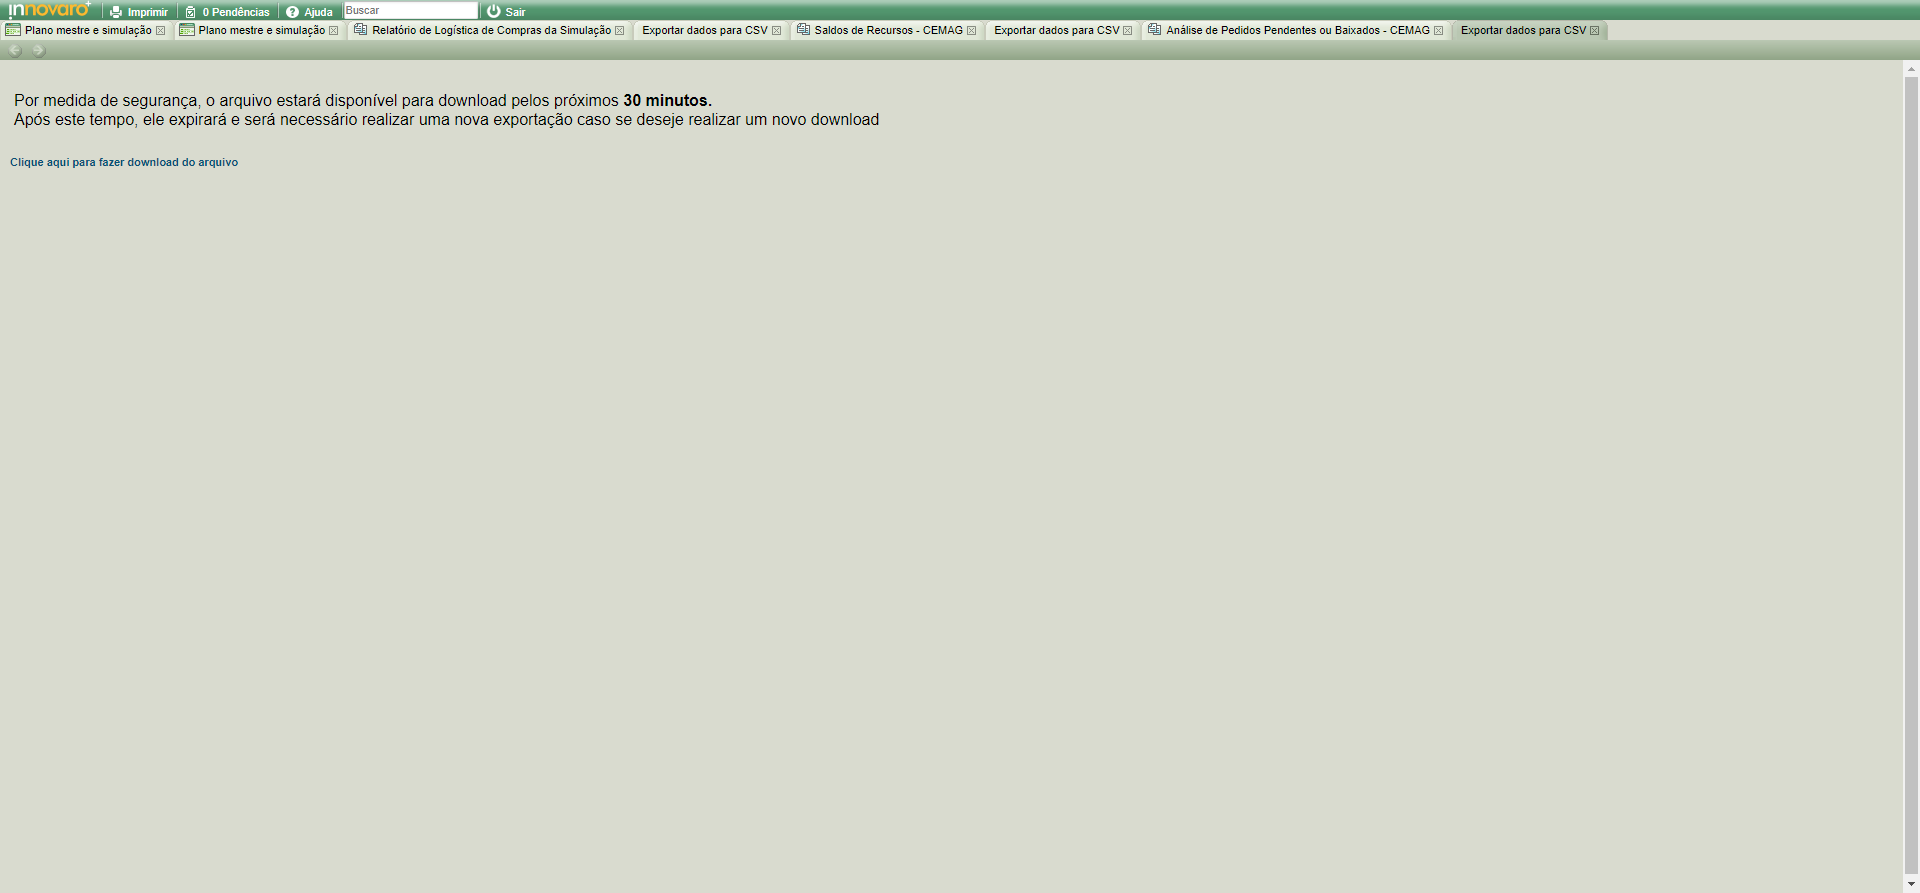 innovaro+
Imprimir
0 Pendências
Ajuda
Buscar
Sair
Plano mestre e simulação
Plano mestre e simulação
Relatório de Logística de Compras da Simulação
Exportar dados para CSV
Saldos de Recursos - CEMAG
Exportar dados para CSV
Análise de Pedidos Pendentes ou Baixados - CEMAG
Exportar dados para CSV
Por medida de segurança, o arquivo estará disponível para download pelos próximos 30 minutos.
Após este tempo, ele expirará e será necessário realizar uma nova exportação caso se deseje realizar um novo download
Clique aqui para fazer download do arquivo